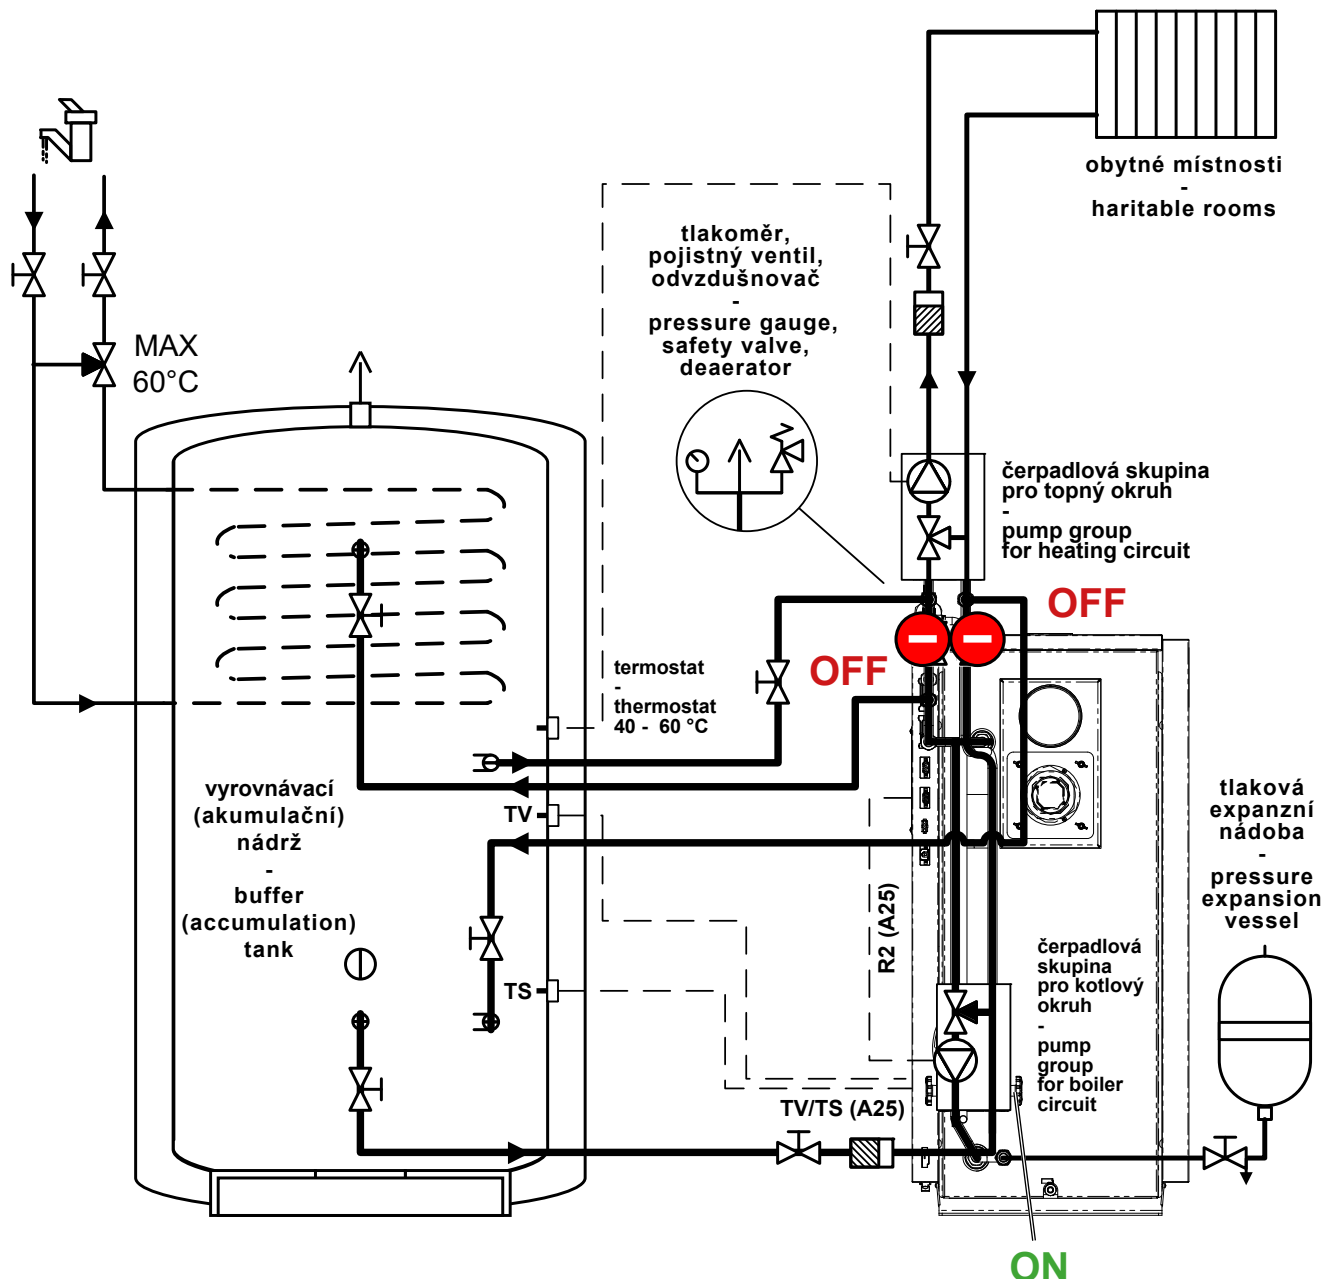 obytné místnosti
-
haritable rooms
tlakoměr,
pojistný ventil,
odvzdušnovač
-
pressure gauge,
safety valve,
deaerator
MAX
60°C
čerpadlová skupina
pro topný okruh
-
pump group
for heating circuit
OFF
OFF
termostat
-
thermostat
40 - 60 °C
vyrovnávací
(akumulační)
nádrž
-
buffer
(accumulation)
tank
TV
TS
R2 (A25)
TV/TS (A25)
čerpadlová
skupina
pro kotlový
okruh
-
pump
group
for boiler
circuit
tlaková
expanzní
nádoba
-
pressure
expansion
vessel
ON